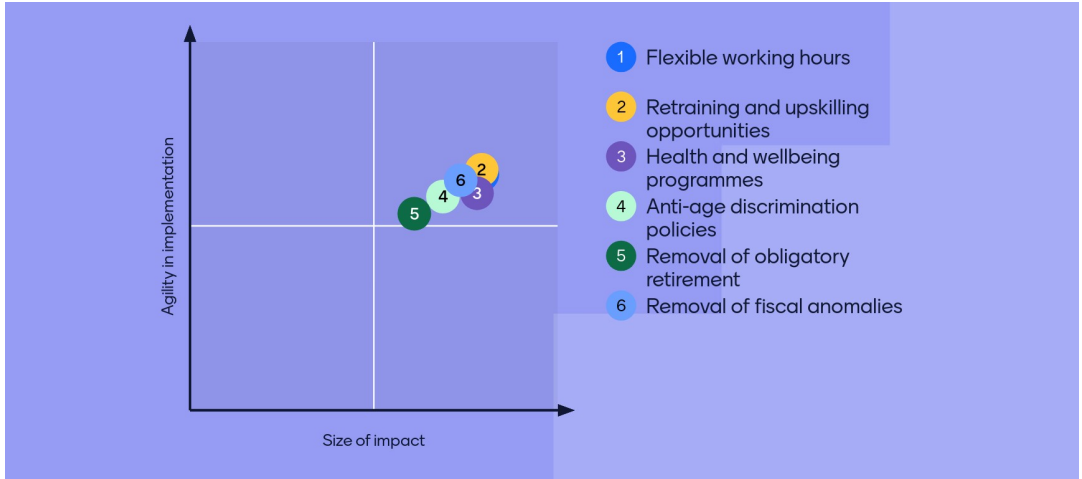 Agility in implementation
2
6
3
4
5
Size of impact
1 Flexible working hours
2 Retraining and upskilling
opportunities
3 Health and wellbeing
programmes
4 Anti-age discrimination
policies
5 Removal of obligatory
retirement
6 Removal of fiscal anomalies